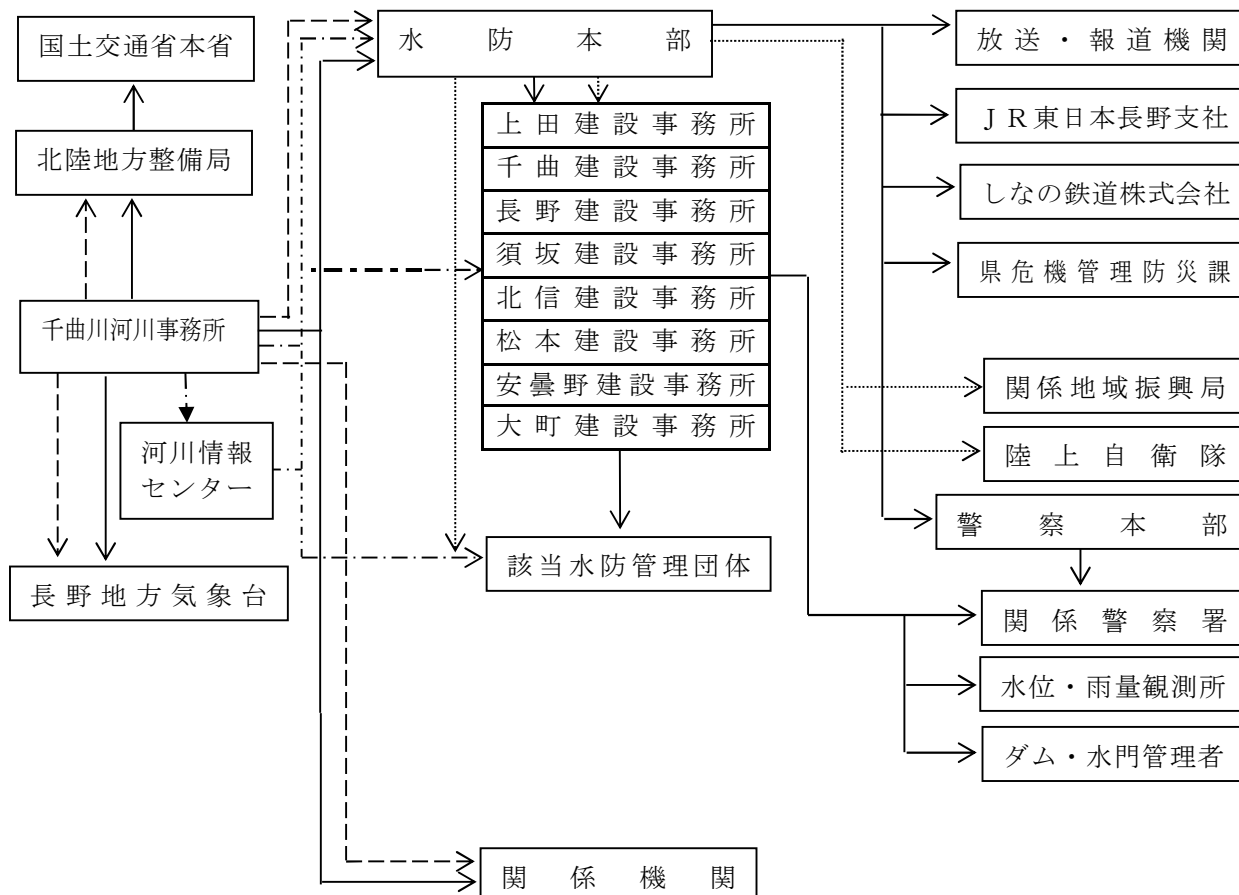 国土交通省本省
北陸地方整備局
千曲川河川事務所
河川情報
センター
長野地方気象台
水防本部
上田建設事務所
千曲建設事務所
長野建設事務所
須坂建設事務所
北信建設事務所
松本建設事務所
安曇野建設事務所
大町建設事務所
該当水防管理団体
関係機関
放送・報道機関
ＪＲ東日本長野支社
しなの鉄道株式会社
県危機管理防災課
関係地域振興局
陸上自衛隊
警察本部
関係警察署
水位・雨量観測所
ダム・水門管理者